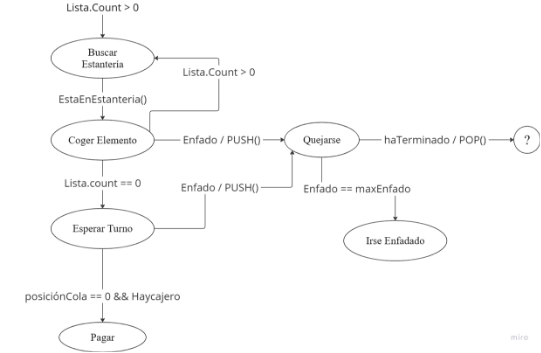 Lista.Count > 0
Buscar
Estantería
Lista.Count > 0
EstaEnEstanteria()
Coger Elemento
Enfado / PUSH()
Quejarse
haTerminado / POP()
?
Lista.count == 0
Enfado / PUSH()
Enfado == maxEnfado
Esperar Turno
Irse Enfadado
posiciónCola == 0 && Haycajero
Pagar
miro